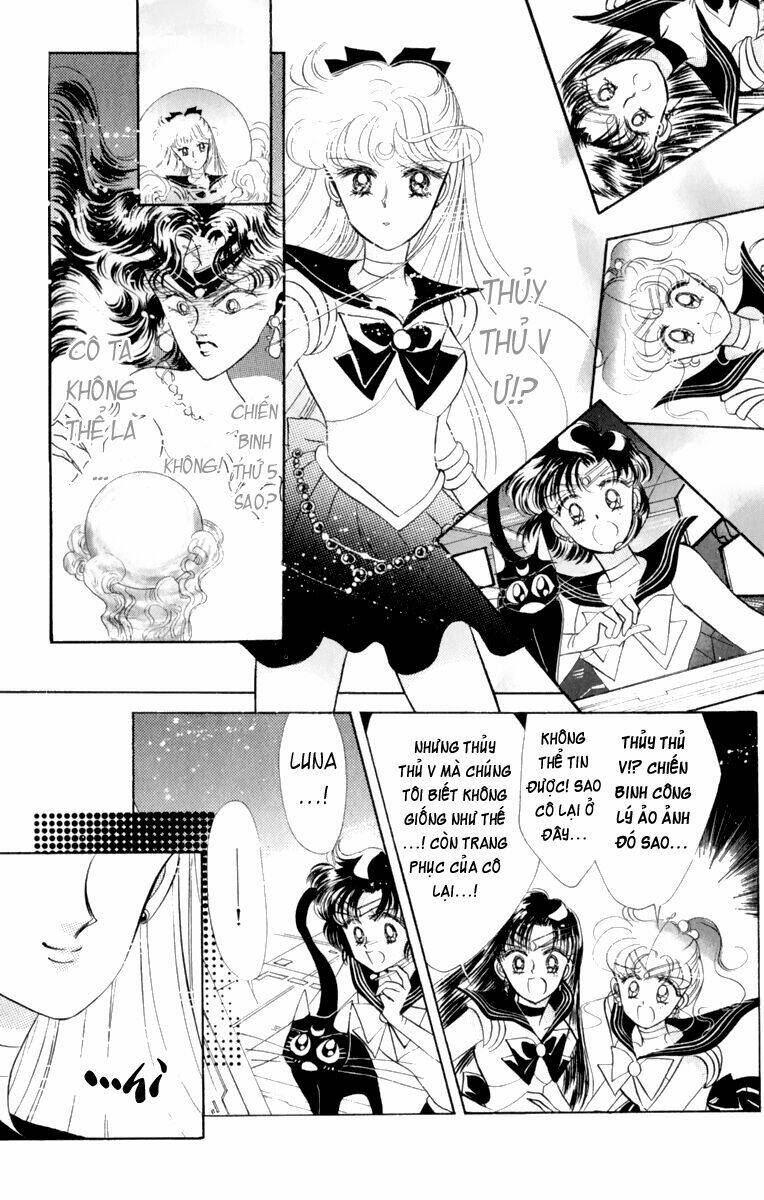 THỦY
THỦ V
Ư!?
CHIẾN
BINH
THỨ 5
SAO?
KHÔNG!
CÔ TA
KHÔNG
THỂ LÀ
...
THỦY THỦ
V!? CHIẾN
BINH CÔNG
LÝ ẢO ẢNH
ĐÓ SAO...
KHÔNG
THỂ TIN
ĐƯỢC! SAO
CÔ LẠI Ở
ĐÂY...
NHƯNG THỦY
THỦ V MÀ CHÚNG
TÔI BIẾT KHÔNG
GIỐNG NHƯ THẾ
...! CÒN TRANG
PHỤC CỦA CÔ
LẠI...!
LUNA
...!
...!
...hì